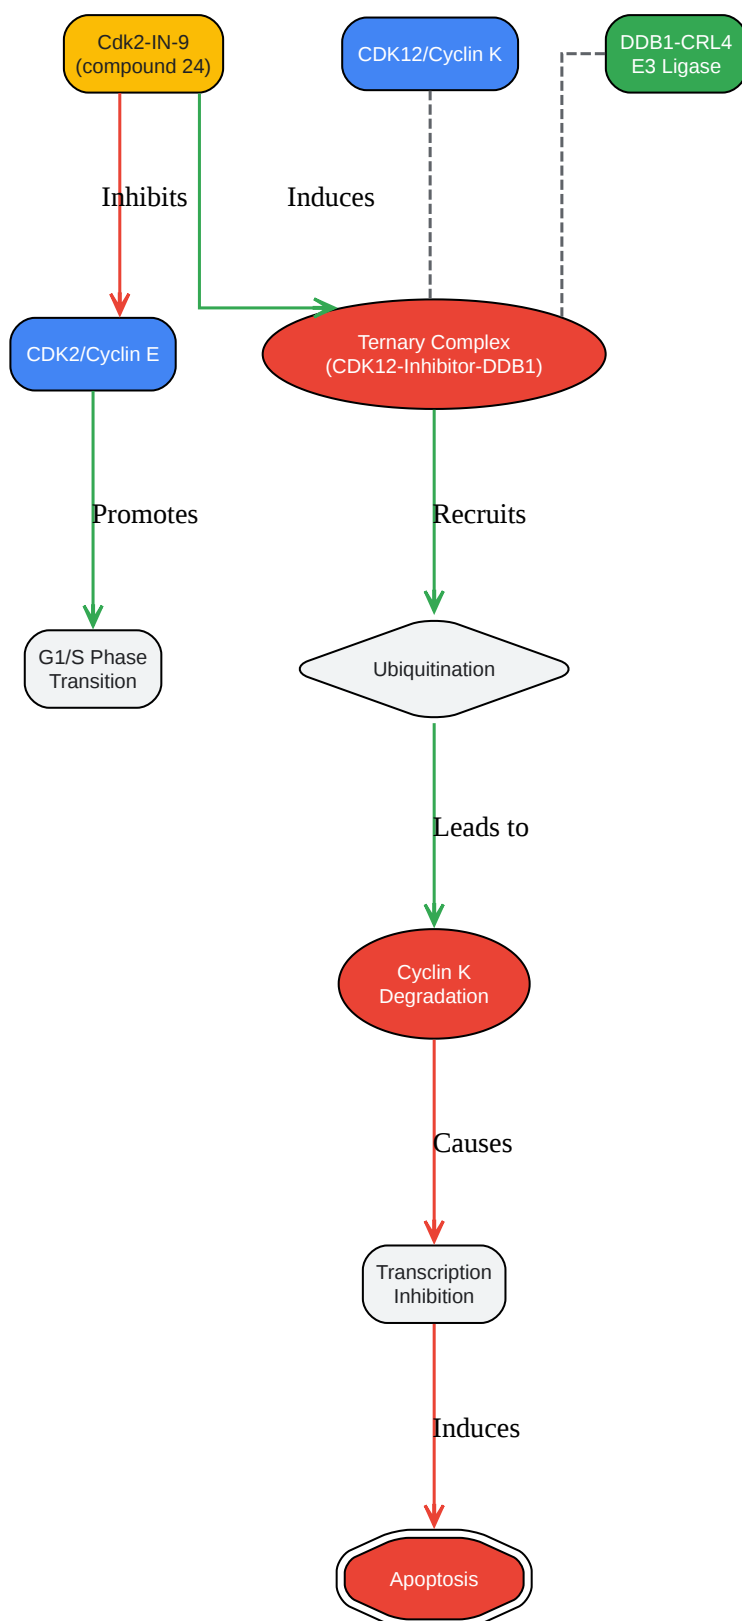 Cdk2-IN-9
(compound 24)
CDK12/Cyclin K
DDB1-CRL4
E3 Ligase
Inhibits
Induces
CDK2/Cyclin E
Ternary Complex
(CDK12-Inhibitor-DDB1)
Promotes
Recruits
G1/S Phase
Transition
Ubiquitination
Leads to
Cyclin K
Degradation
Causes
Transcription
Inhibition
Induces
Apoptosis